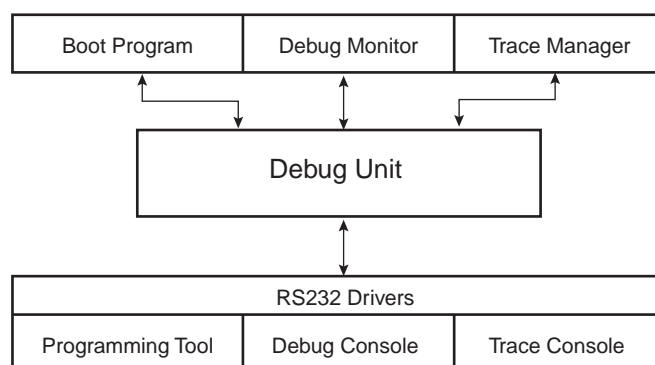 Boot Program
Debug Monitor
Trace Manager
Debug Unit
RS232 Drivers
Programming Tool
Debug Console
Trace Console